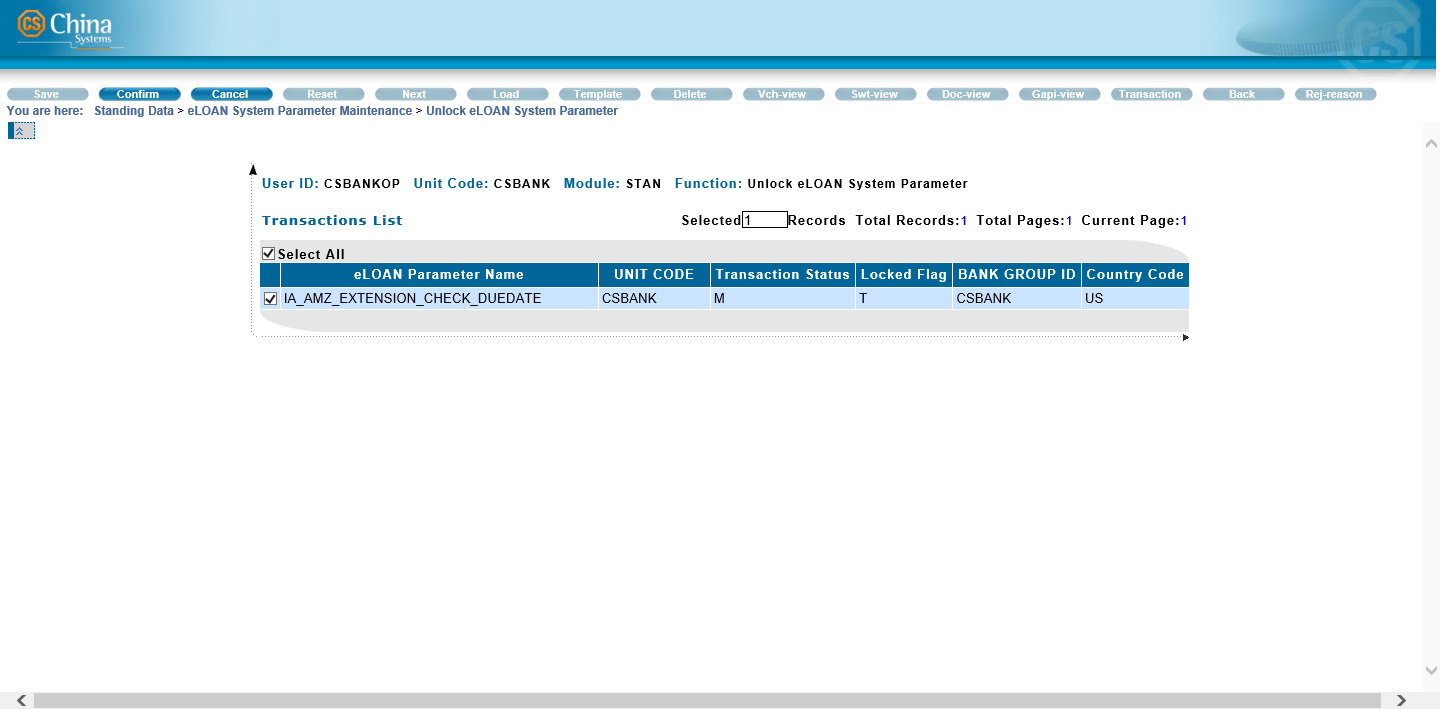 CS China Systems
Save Confirm Cancel Reset Next Load Template Delete Vch-view Swt-view Doc-view Gapi-view Transaction Back Rej-reason
You are here: Standing Data > eLOAN System Parameter Maintenance > Unlock eLOAN System Parameter
User ID: CSBANKOP Unit Code: CSBANK Module: STAN Function: Unlock eLOAN System Parameter
Transactions List Selected 1 Records Total Records:1 Total Pages:1 Current Page:1
Select All
eLOAN Parameter Name UNIT CODE Transaction Status Locked Flag BANK GROUP ID Country Code
IA_AMZ_EXTENSION_CHECK_DUEDATE CSBANK M T CSBANK US